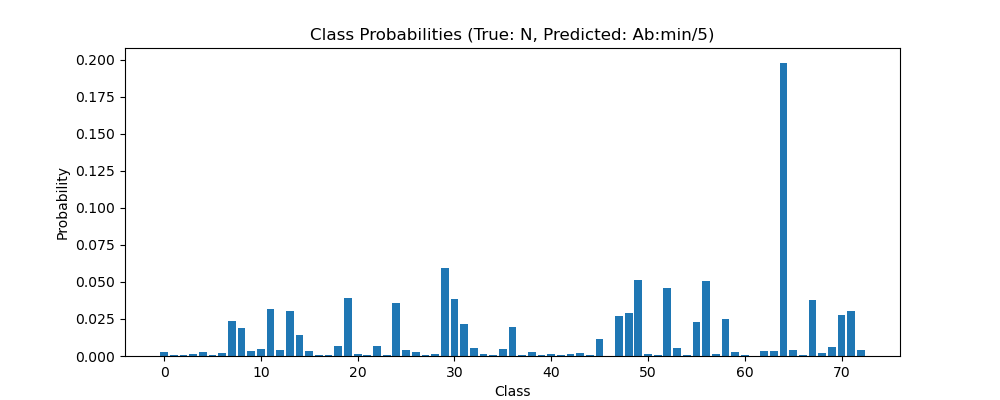 Class Probabilities (True: N, Predicted: Ab:min/5)
0.200
0.175
0.150
0.125
0.100
0.075
0.050
0.025
0.000
Probability
0 10 20 30 40 50 60 70
Class